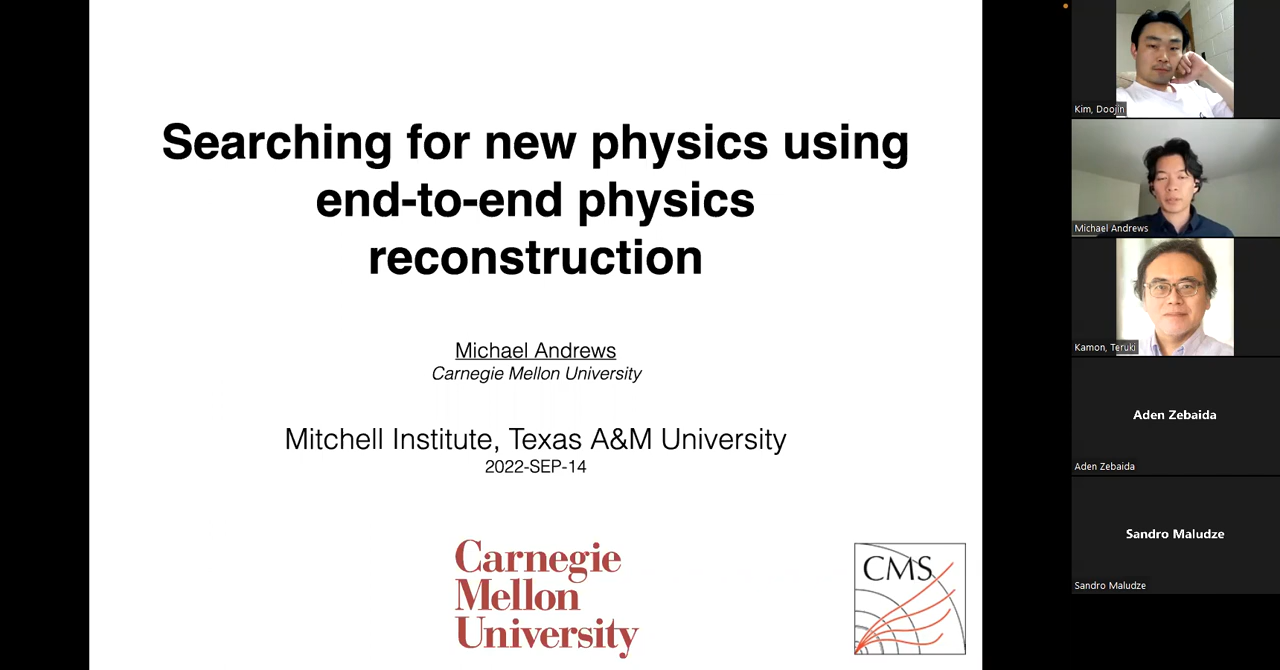 Searching for new physics using
end-to-end physics
reconstruction
Michael Andrews
Carnegie Mellon University
Mitchell Institute, Texas A&M University
2022-SEP-14
Carnegie
Mellon
University
CMS
Kim, Doojin
Michael Andrews
Kamon, Teruki
Aden Zebaida
Aden Zebaida
Sandro Maludze
Sandro Maludze